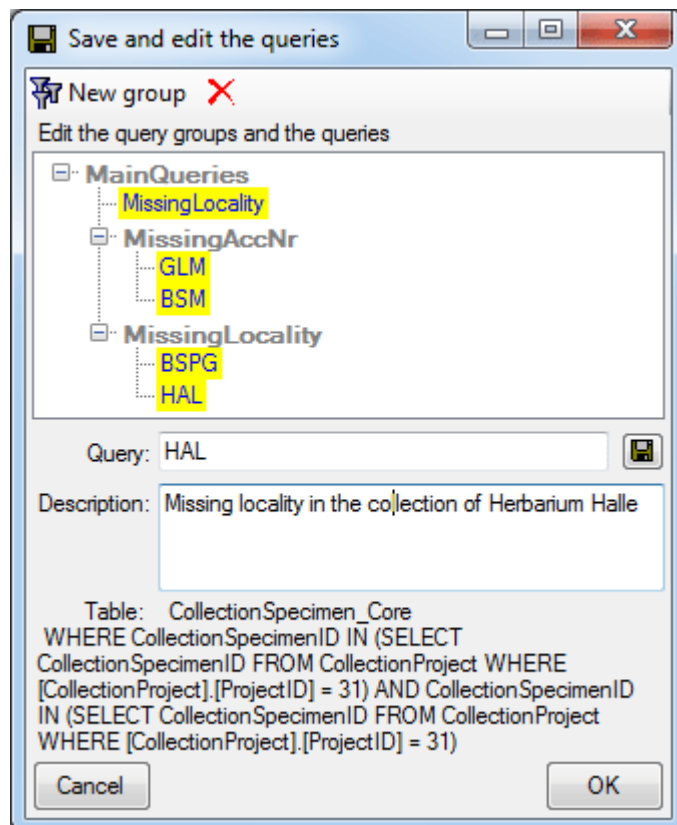 Save and edit the queries
New group
Edit the query groups and the queries
MainQueries
MissingLocality
MissingAccNr
GLM
BSM
MissingLocality
BSPG
HAL
Query: HAL
Description: Missing locality in the collection of Herbarium Halle
Table: CollectionSpecimen_Core
WHERE CollectionSpecimenID IN (SELECT
CollectionSpecimenID FROM CollectionProject WHERE
[CollectionProject].[ProjectID] = 31) AND CollectionSpecimenID
IN (SELECT CollectionSpecimenID FROM CollectionProject
WHERE [CollectionProject].[ProjectID] = 31)
Cancel OK